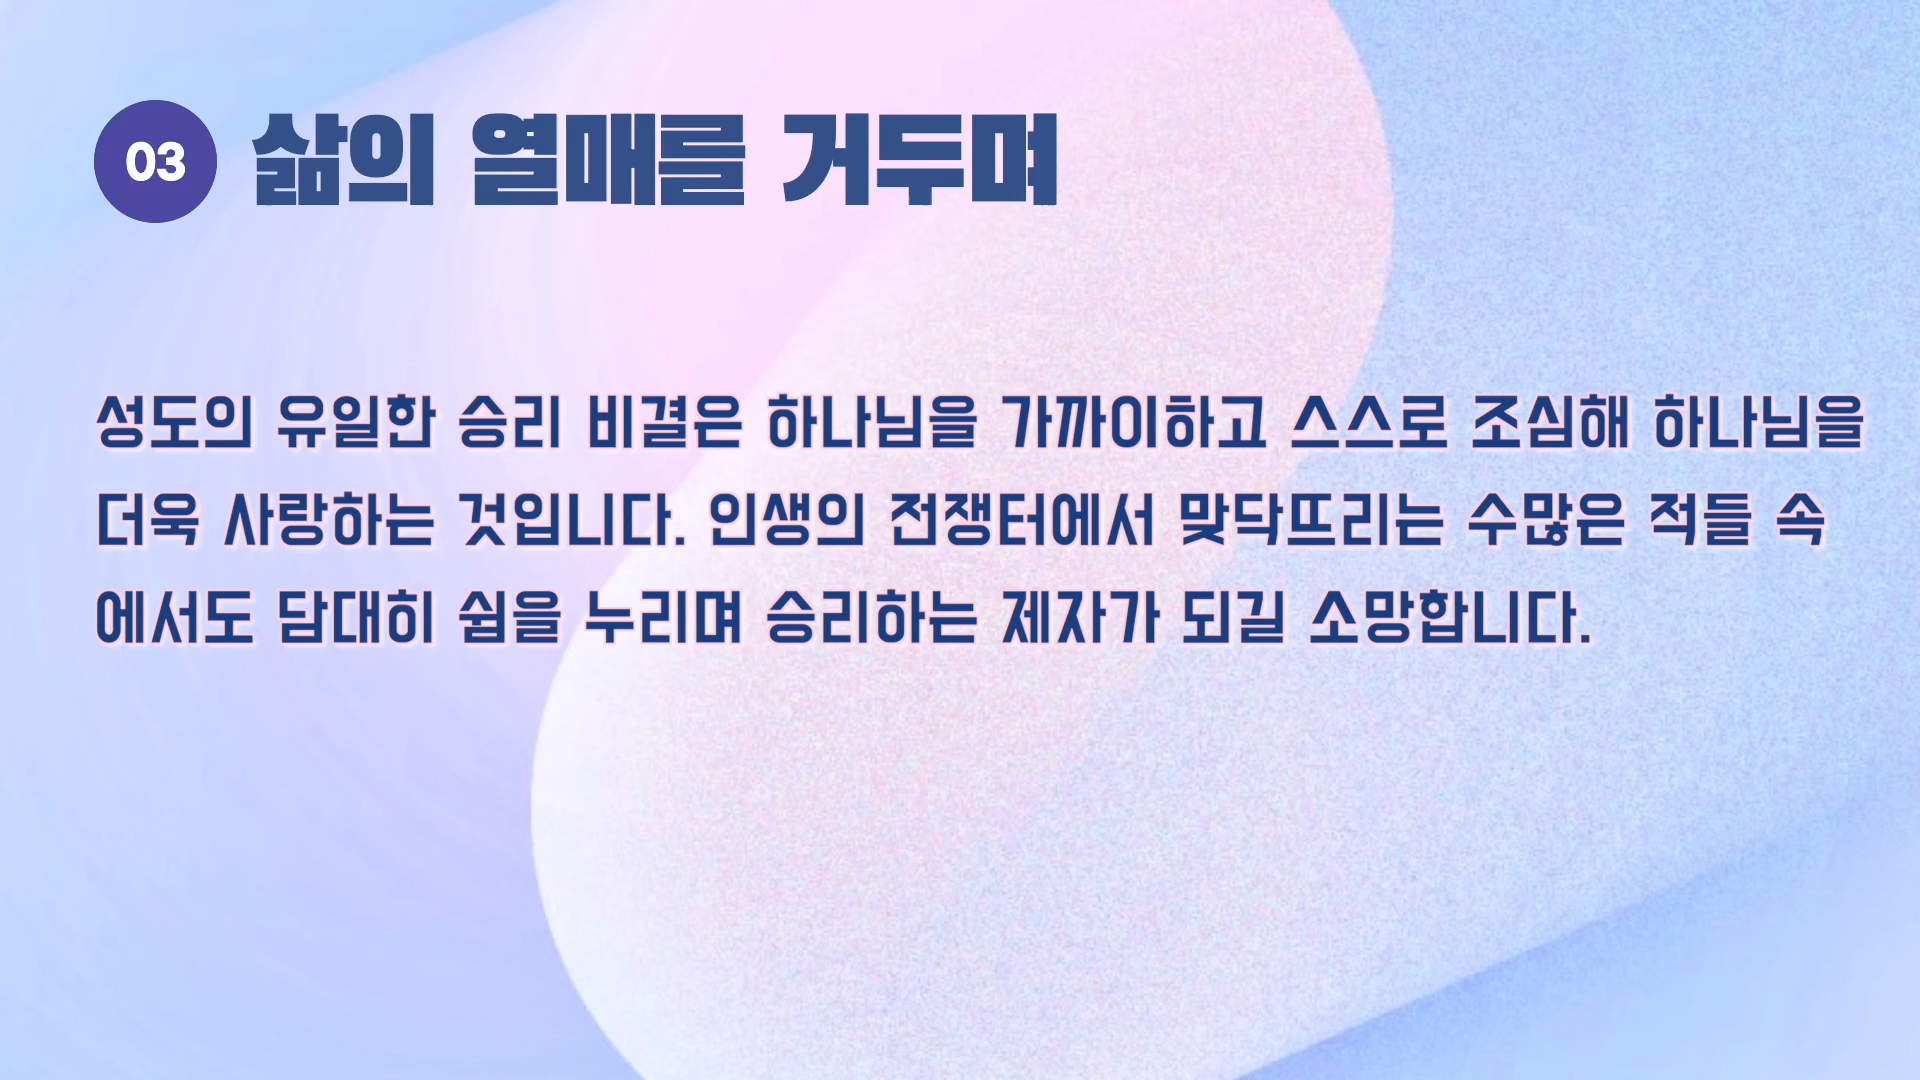 03 삶의 열매를 거두며
성도의 유일한 승리 비결은 하나님을 가까이하고 스스로 조심해 하나님을
더욱 사랑하는 것입니다. 인생의 전쟁터에서 맞닥뜨리는 수많은 적들 속
에서도 담대히 쉼을 누리며 승리하는 제자가 되길 소망합니다.